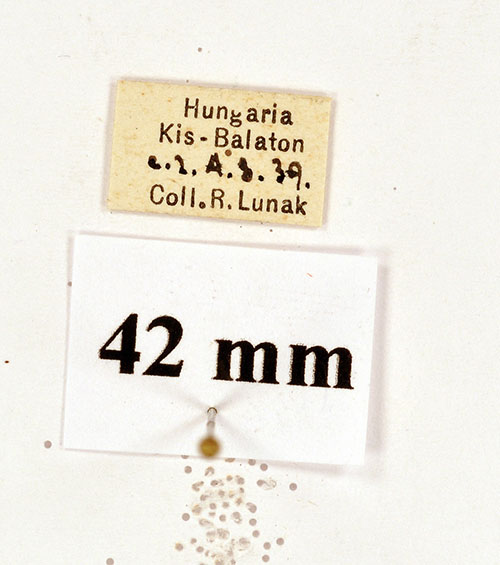 Hungaria
Kis-Balaton
Coll. R. Lunak
42 mm